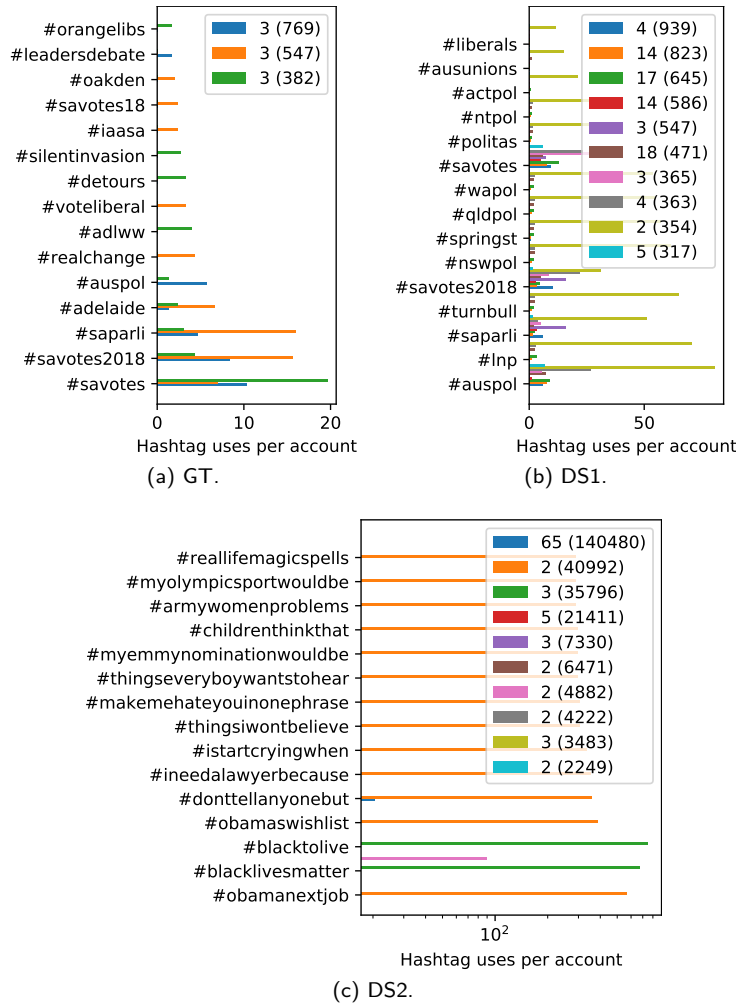 #orangelibs
#leadersdebate
#oakden
#savotes18
#iaasa
#silentinvasion
#detours
#voteliberal
#adlww
#realchange
#auspol
#adelaide
#saparli
#savotes2018
#savotes
3 (769)
3 (547)
3 (382)
0 10 20
Hashtag uses per account
(a) GT.
#liberals
#ausunions
#actpol
#ntpol
#politas
#savotes
#wapol
#qldpol
#springst
#nswpol
#savotes2018
#turnbull
#saparli
#lnp
#auspol
4 (939)
14 (823)
17 (645)
14 (586)
3 (547)
18 (471)
3 (365)
4 (363)
2 (354)
5 (317)
0 50
Hashtag uses per account
(b) DS1.
#reallifemagicspells
#myolympicsportwouldbe
#armywomenproblems
#childrenthinkthat
#myemmynominationwouldbe
#thingseveryboywantstohear
#makemehateyouinonephrase
#thingsiwontbelieve
#istartcryingwhen
#ineedalawyerbecause
#donttellanyonebut
#obamaswishlist
#blacktolive
#blacklivesmatter
#obamanextjob
65 (140480)
2 (40992)
3 (35796)
5 (21411)
3 (7330)
2 (6471)
2 (4882)
2 (4222)
3 (3483)
2 (2249)
10²
Hashtag uses per account
(c) DS2.